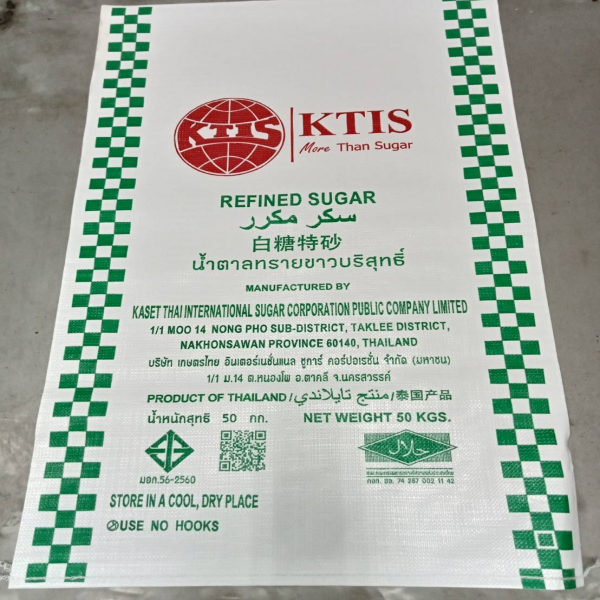 KTIS
KTIS
More Than Sugar
REFINED SUGAR
سكر مكرر
白糖特砂
น้ำตาลทรายขาวบริสุทธิ์
MANUFACTURED BY
KASET THAI INTERNATIONAL SUGAR CORPORATION PUBLIC COMPANY LIMITED
1/1 MOO 14 NONG PHO SUB-DISTRICT, TAKLEE DISTRICT,
NAKHONSAWAN PROVINCE 60140, THAILAND
บริษัท เกษตรไทย อินเตอร์เนชั่นแนล ชูการ์ คอร์ปอเรชั่น จำกัด (มหาชน)
1/1 ม.14 ต.หนองโพ อ.ตาคลี จ.นครสวรรค์
PRODUCT OF THAILAND/منتج تايلاندي/泰国产品
น้ำหนักสุทธิ 50 กก. NET WEIGHT 50 KGS.
حلال
มอก.56-2560
กอท. ฮล. 74 367 002 11 42
STORE IN A COOL, DRY PLACE
USE NO HOOKS